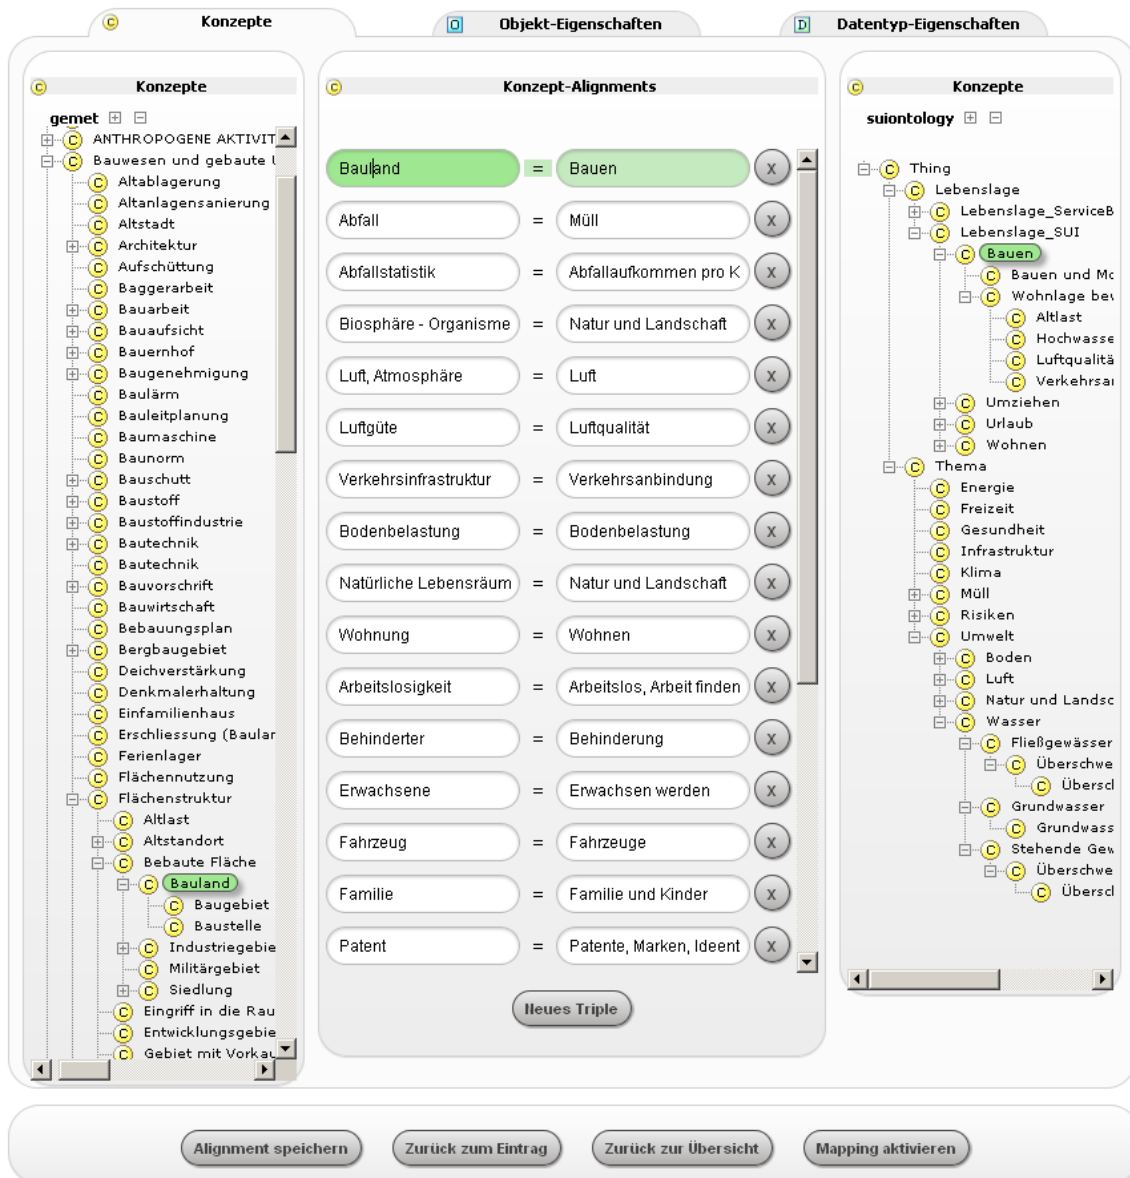 C Konzepte
O Objekt-Eigenschaften
D Datentyp-Eigenschaften
C Konzepte
gemet
C ANTHROPOGENE AKTIVIT
C Bauwesen und gebaute U
C Altablagerung
C Altanlagensanierung
C Altstadt
C Architektur
C Aufschüttung
C Baggerarbeit
C Bauarbeit
C Bauaufsicht
C Bauernhof
C Baugenehmigung
C Baulärm
C Bauleitplanung
C Baumaschine
C Baunorm
C Bauschutt
C Baustoff
C Baustoffindustrie
C Bautechnik
C Bautechnik
C Bauvorschrift
C Bauwirtschaft
C Bebauungsplan
C Bergbaugebiet
C Deichverstärkung
C Denkmalerhaltung
C Einfamilienhaus
C Erschliessung (Baular
C Ferienlager
C Flächennutzung
C Flächenstruktur
C Altlast
C Altstandort
C Bebaute Fläche
C Bauland
C Baugebiet
C Baustelle
C Industriegebie
C Militärgebiet
C Siedlung
C Eingriff in die Rau
C Entwicklungsgebie
C Gebiet mit Vorkau
C Konzept-Alignments
Bauland = Bauen X
Abfall = Müll X
Abfallstatistik = Abfallaufkommen pro K X
Biosphäre - Organisme = Natur und Landschaft X
Luft, Atmosphäre = Luft X
Luftgüte = Luftqualität X
Verkehrsinfrastruktur = Verkehrsanbindung X
Bodenbelastung = Bodenbelastung X
Natürliche Lebensräum = Natur und Landschaft X
Wohnung = Wohnen X
Arbeitslosigkeit = Arbeitslos, Arbeit finden X
Behinderter = Behinderung X
Erwachsene = Erwachsen werden X
Fahrzeug = Fahrzeuge X
Familie = Familie und Kinder X
Patent = Patente, Marken, Ideent X
Neues Triple
C Konzepte
suiontology
C Thing
C Lebenslage
C Lebenslage_ServiceB
C Lebenslage_SUI
C Bauen
C Bauen und Mo
C Wohnlage bew
C Altlast
C Hochwasse
C Luftqualitä
C Verkehrsan
C Umziehen
C Urlaub
C Wohnen
C Thema
C Energie
C Freizeit
C Gesundheit
C Infrastruktur
C Klima
C Müll
C Risiken
C Umwelt
C Boden
C Luft
C Natur und Landsc
C Wasser
C Fließgewässer
C Überschwe
C Übersch
C Grundwasser
C Grundwass
C Stehende Gew
C Überschwe
C Übersch
Alignment speichern
Zurück zum Eintrag
Zurück zur Übersicht
Mapping aktivieren